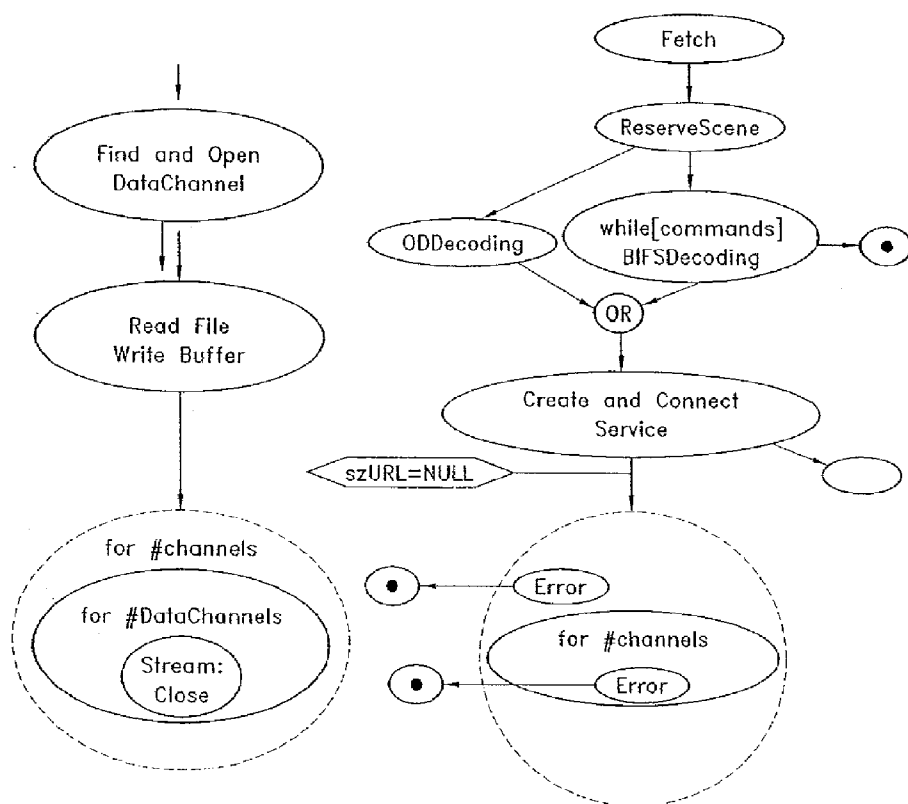 Find and Open
DataChannel
Read File
Write Buffer
for #channels
for #DataChannels
Stream:
Close
Fetch
ReserveScene
ODDecoding
while[commands]
BIFSDecoding
OR
Create and Connect
Service
szURL=NULL
Error
for #channels
Error